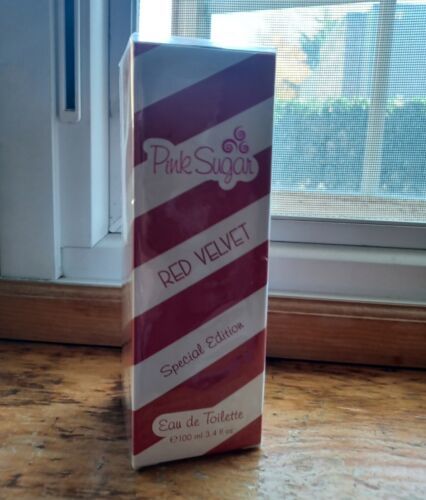 Pink Sugar
RED VELVET
Special Edition
Eau de Toilette
℮100 ml 3.4 fl oz